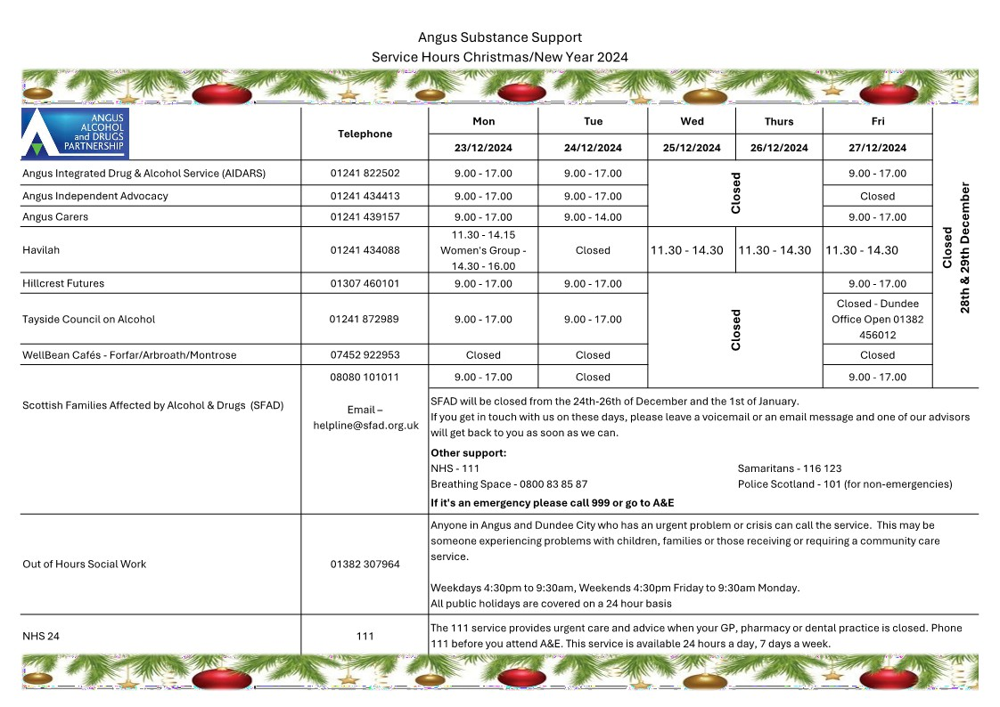 Angus Substance Support
Service Hours Christmas/New Year 2024
ANGUS
ALCOHOL
and DRUGS
PARTNERSHIP
Telephone
Mon
Tue
Wed
Thurs
Fri
23/12/2024
24/12/2024
25/12/2024
26/12/2024
27/12/2024
Closed
28th & 29th December
Angus Integrated Drug & Alcohol Service (AIDARS)
01241 822502
9.00 - 17.00
9.00 - 17.00
Closed
9.00 - 17.00
Angus Independent Advocacy
01241 434413
9.00 - 17.00
9.00 - 17.00
Closed
Angus Carers
01241 439157
9.00 - 17.00
9.00 - 14.00
9.00 - 17.00
Havilah
01241 434088
11.30 - 14.15
Women's Group -
14.30 - 16.00
Closed
11.30 - 14.30
11.30 - 14.30
11.30 - 14.30
Hillcrest Futures
01307 460101
9.00 - 17.00
9.00 - 17.00
Closed
9.00 - 17.00
Tayside Council on Alcohol
01241 872989
9.00 - 17.00
9.00 - 17.00
Closed - Dundee
Office Open 01382
456012
WellBean Cafés - Forfar/Arbroath/Montrose
07452 922953
Closed
Closed
Closed
Scottish Families Affected by Alcohol & Drugs (SFAD)
08080 101011
Email –
helpline@sfad.org.uk
9.00 - 17.00
Closed
9.00 - 17.00
SFAD will be closed from the 24th-26th of December and the 1st of January.
If you get in touch with us on these days, please leave a voicemail or an email message and one of our advisors
will get back to you as soon as we can.
Other support:
NHS - 111
Samaritans - 116 123
Breathing Space - 0800 83 85 87
Police Scotland - 101 (for non-emergencies)
If it's an emergency please call 999 or go to A&E
Out of Hours Social Work
01382 307964
Anyone in Angus and Dundee City who has an urgent problem or crisis can call the service. This may be
someone experiencing problems with children, families or those receiving or requiring a community care
service.
Weekdays 4:30pm to 9:30am, Weekends 4:30pm Friday to 9:30am Monday.
All public holidays are covered on a 24 hour basis
NHS 24
111
The 111 service provides urgent care and advice when your GP, pharmacy or dental practice is closed. Phone
111 before you attend A&E. This service is available 24 hours a day, 7 days a week.